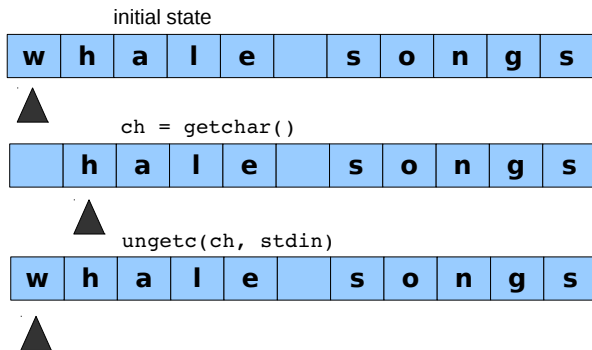 initial state
w h a l e s o n g s
ch = getchar()
h a l e s o n g s
ungetc(ch, stdin)
w h a l e s o n g s